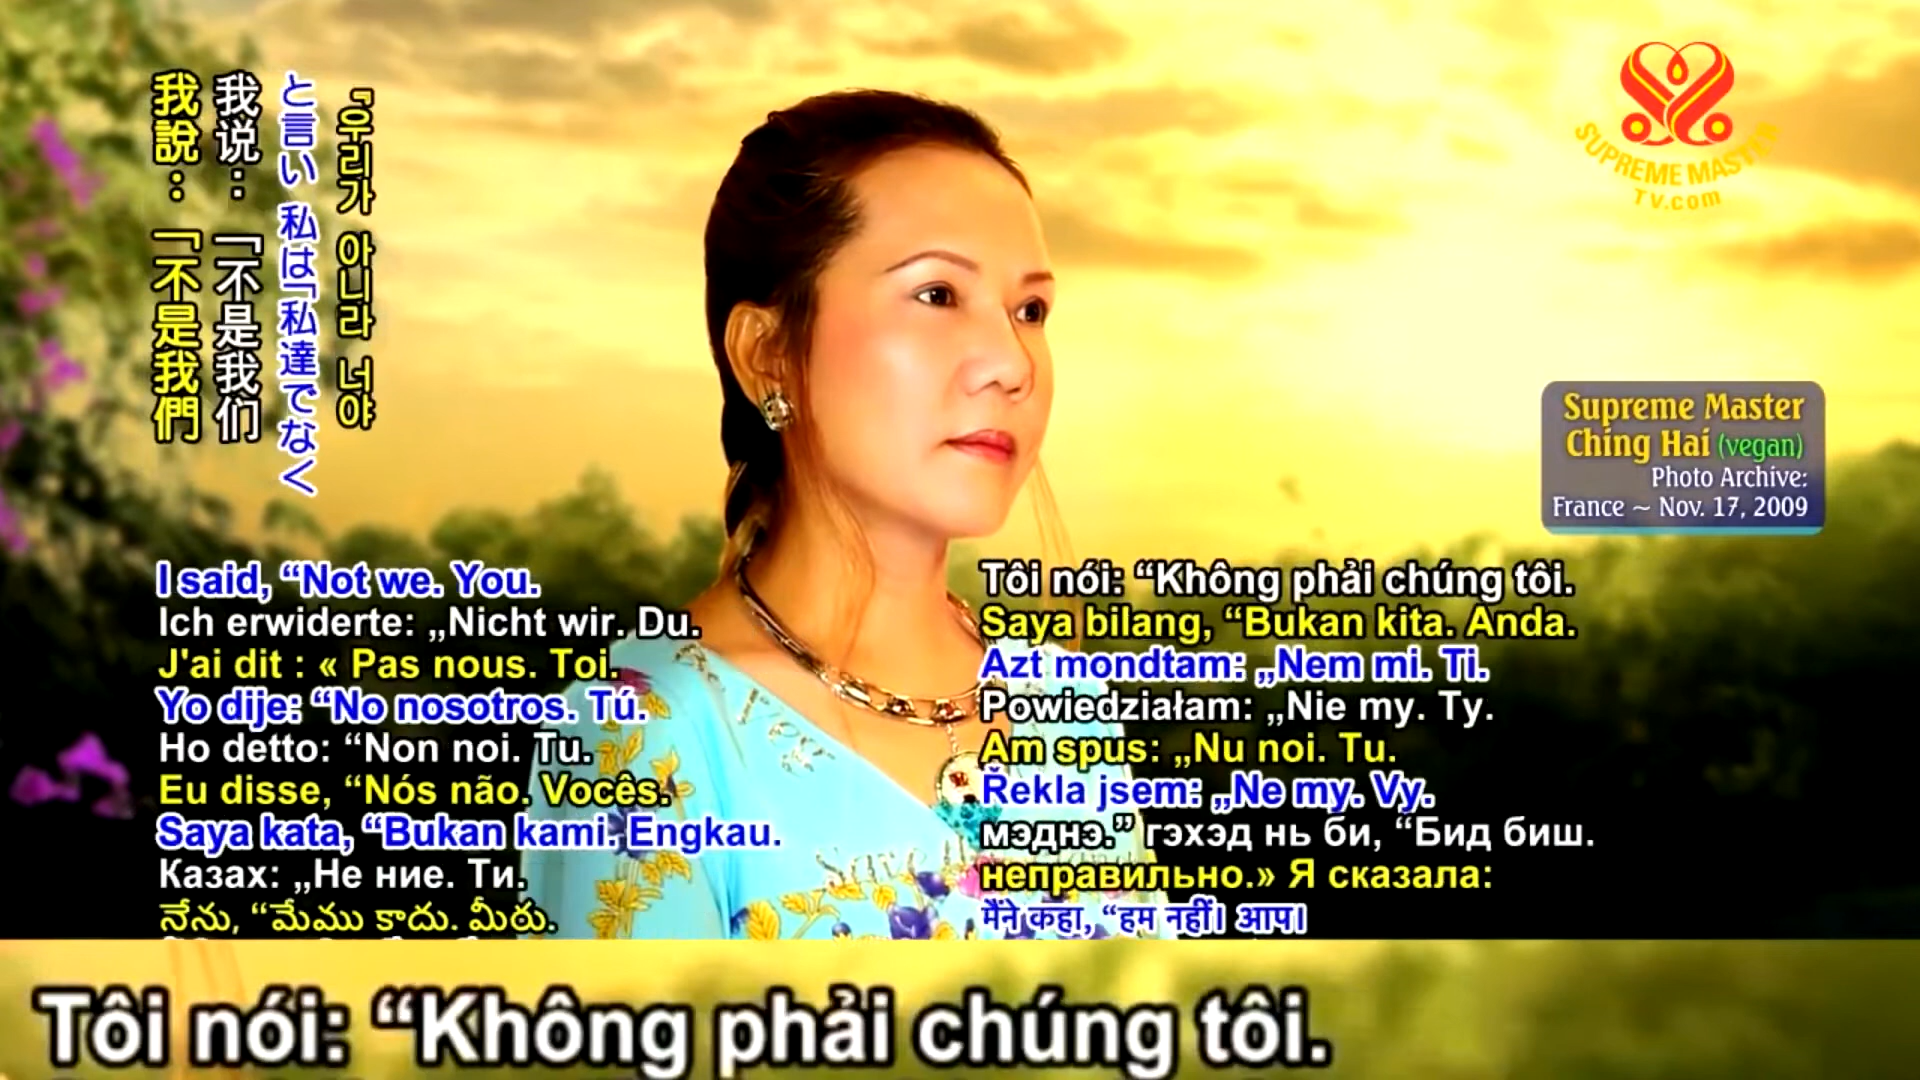 我說：「不是我們
我说：「不是我们
と言い 私は「私達でなく
『우리가 아니라 너야
SUPREME MASTER
TV.com
Supreme Master
Ching Hai (vegan)
Photo Archive:
France ~ Nov. 17, 2009
I said, “Not we. You.
Ich erwiderte: „Nicht wir. Du.
J'ai dit : « Pas nous. Toi.
Yo dije: “No nosotros. Tú.
Ho detto: “Non noi. Tu.
Eu disse, “Nós não. Vocês.
Saya kata, “Bukan kami. Engkau.
Казах: „Не ние. Ти.
నేను, “మేము కాదు. మీరు.
Tôi nói: “Không phải chúng tôi.
Saya bilang, “Bukan kita. Anda.
Azt mondtam: „Nem mi. Ti.
Powiedziałam: „Nie my. Ty.
Am spus: „Nu noi. Tu.
Řekla jsem: „Ne my. Vy.
мэднэ.” гэхэд нь би, “Бид биш.
неправильно.» Я сказала:
मैंने कहा, “हम नहीं। आप।
Tôi nói: “Không phải chúng tôi.